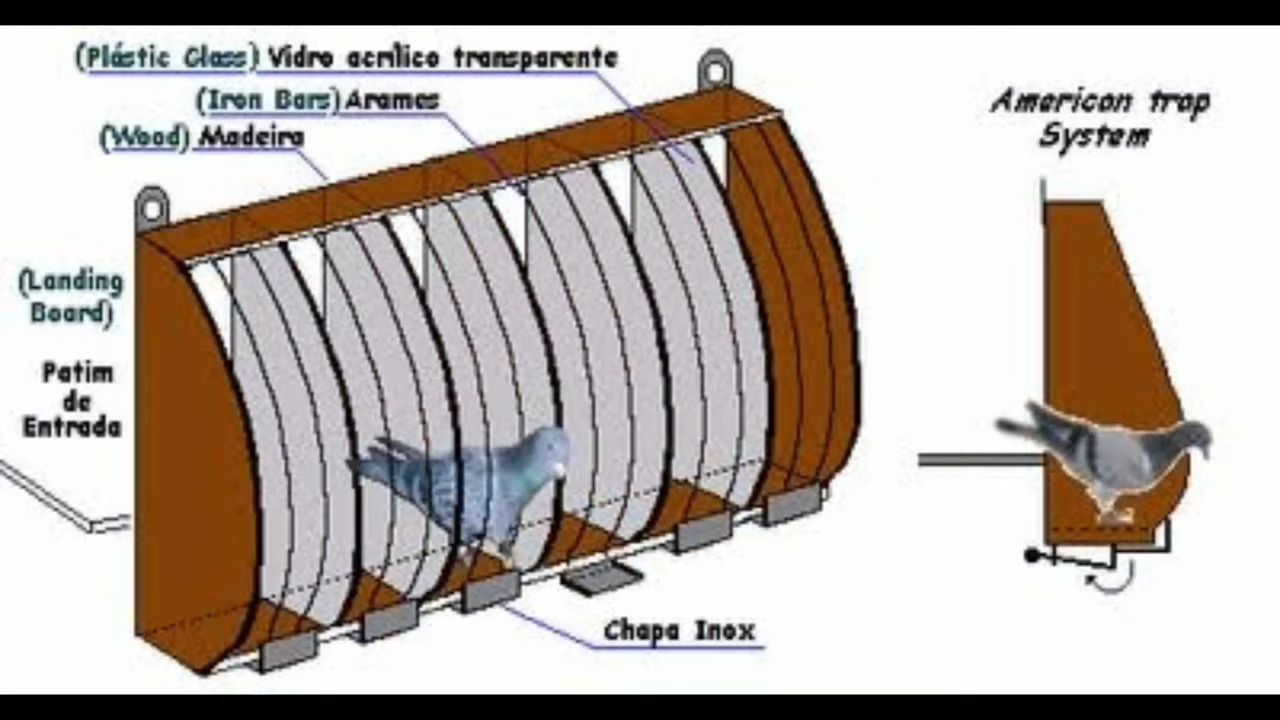 (Plástic Glass) Vidro acrílico transparente
(Iron Bars) Arames
(Wood) Madeira
American trap
System
(Landing
Board)
Patim
de
Entrada
Chapa Inox